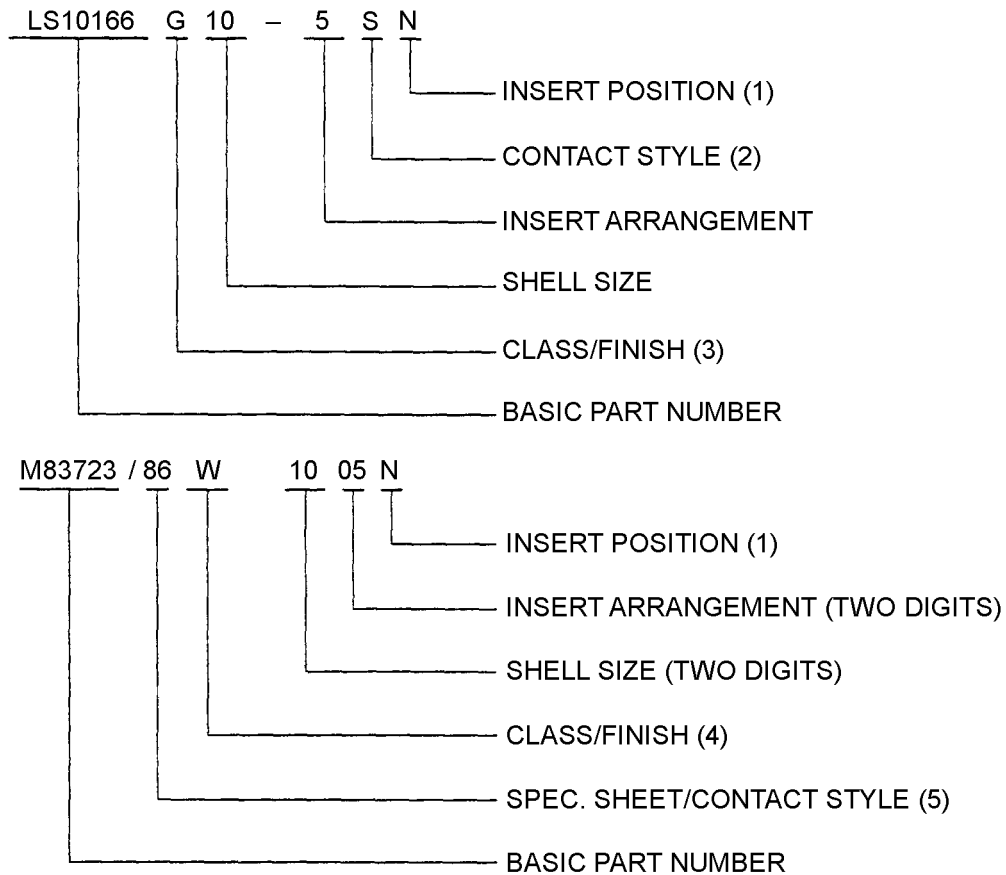 LS10166 G 10 – 5 S N
INSERT POSITION (1)
CONTACT STYLE (2)
INSERT ARRANGEMENT
SHELL SIZE
CLASS/FINISH (3)
BASIC PART NUMBER
M83723 / 86 W 10 05 N
INSERT POSITION (1)
INSERT ARRANGEMENT (TWO DIGITS)
SHELL SIZE (TWO DIGITS)
CLASS/FINISH (4)
SPEC. SHEET/CONTACT STYLE (5)
BASIC PART NUMBER